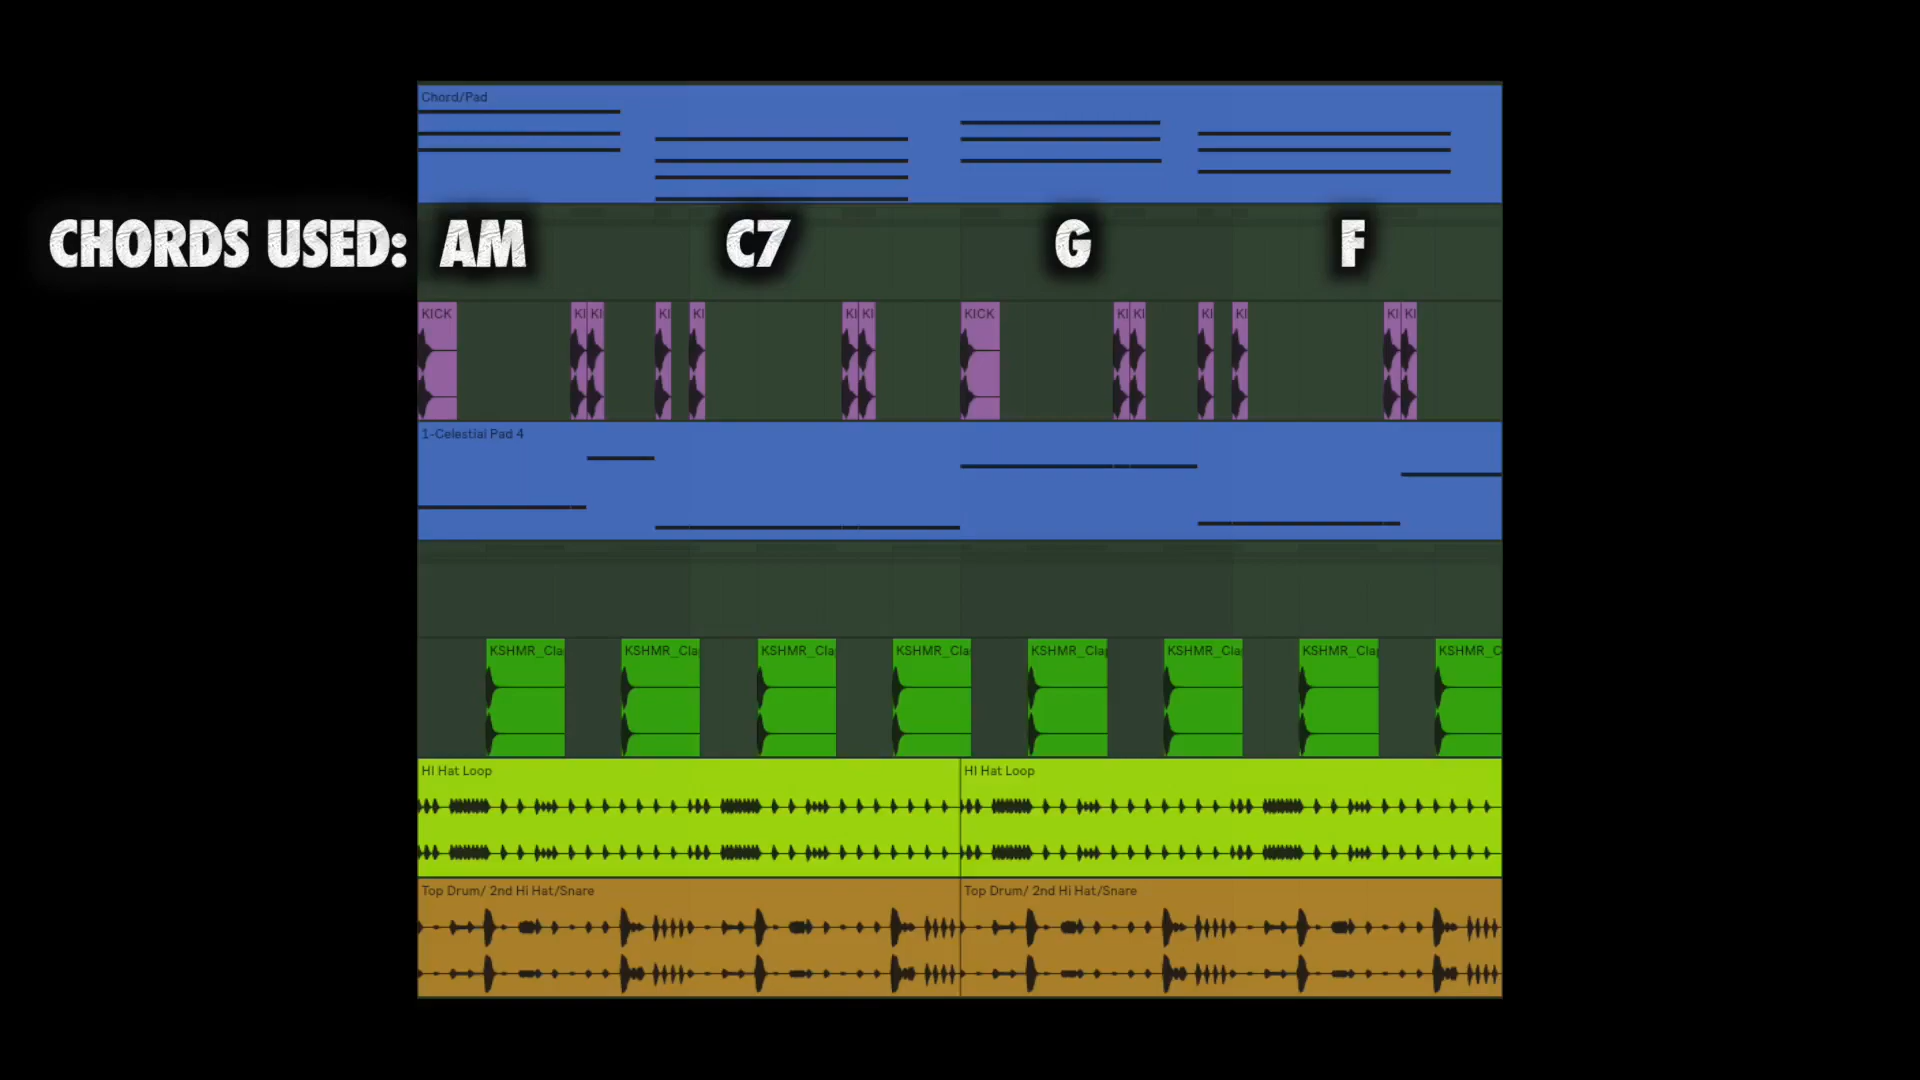 Chord/Pad
CHORDS USED: AM C7 G F
KICK KI KI KI KI KI KI KICK KI KI KI KI KI KI
1-Celestial Pad 4
KSHMR_Cla KSHMR_Cla KSHMR_Cla KSHMR_Cla KSHMR_Cla KSHMR_Cla KSHMR_Cla KSHMR_C
HI Hat Loop HI Hat Loop
Top Drum/ 2nd Hi Hat/Snare Top Drum/ 2nd Hi Hat/Snare